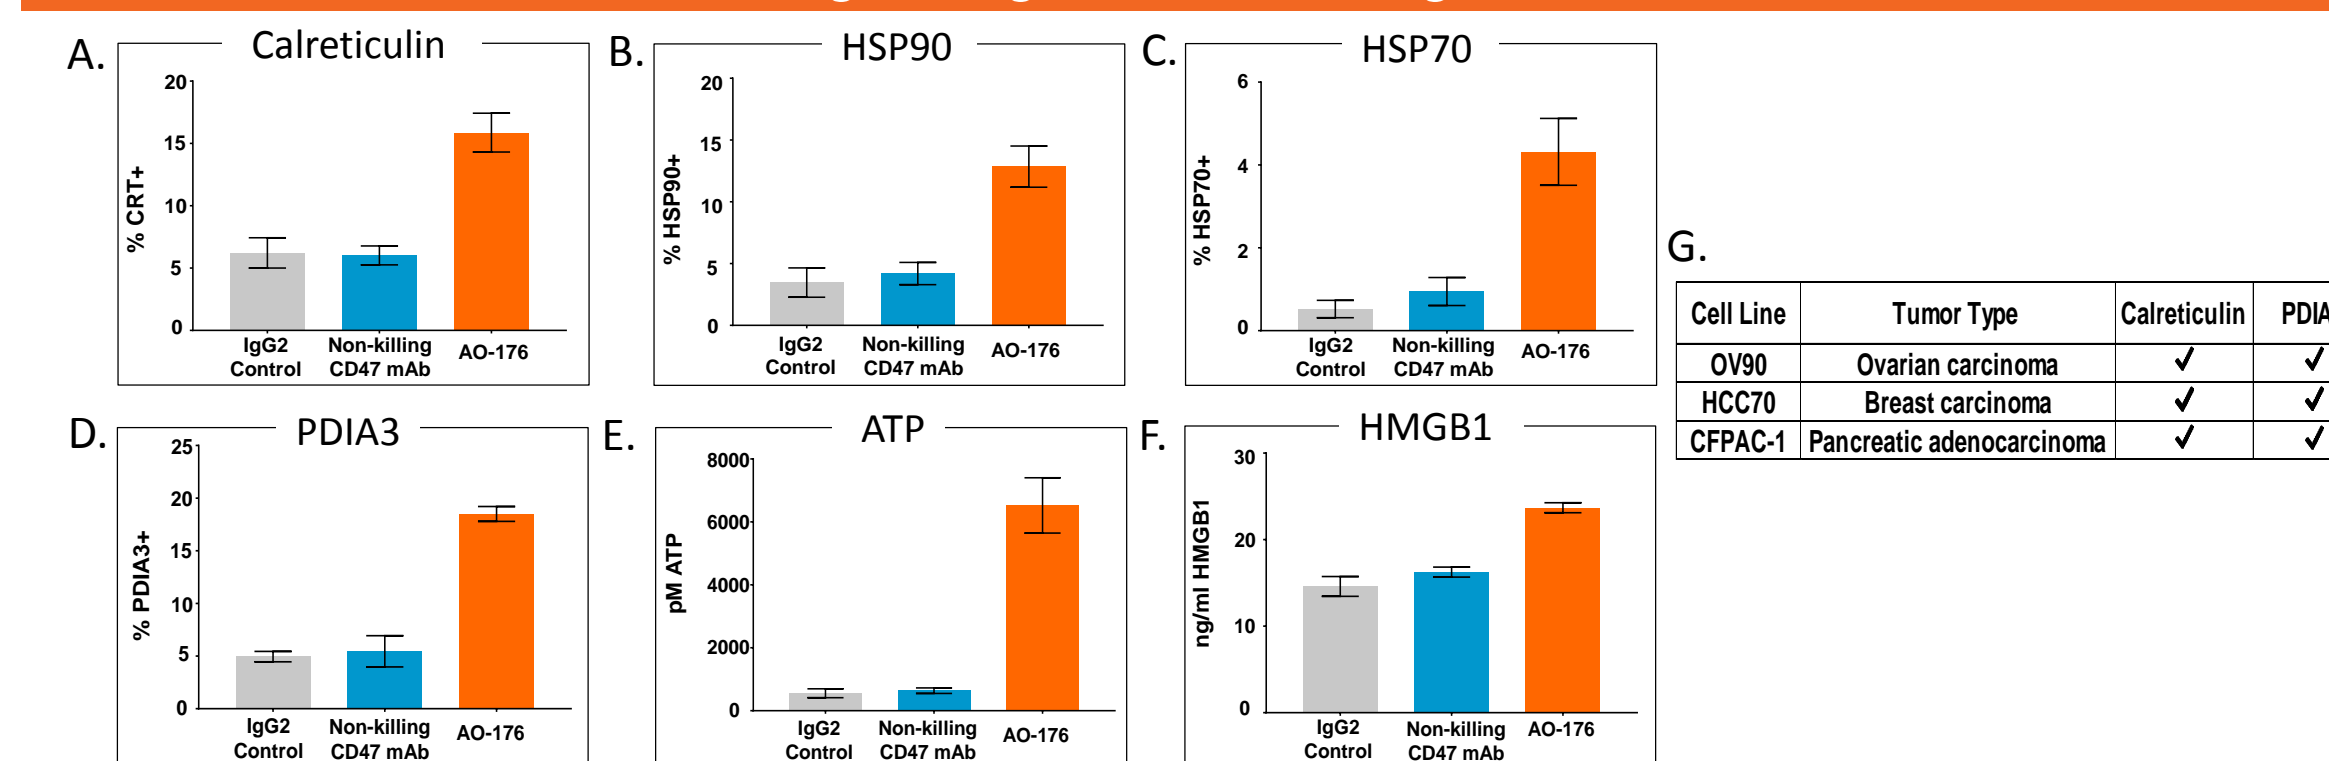 A.
Calreticulin
20
15
10
5
0
% CRT+
IgG2 Control
Non-killing CD47 mAb
AO-176
B.
HSP90
20
15
10
5
0
% HSP90+
IgG2 Control
Non-killing CD47 mAb
AO-176
C.
HSP70
6
4
2
0
% HSP70+
IgG2 Control
Non-killing CD47 mAb
AO-176
D.
PDIA3
25
20
15
10
5
0
% PDIA3+
IgG2 Control
Non-killing CD47 mAb
AO-176
E.
ATP
8000
6000
4000
2000
0
pM ATP
IgG2 Control
Non-killing CD47 mAb
AO-176
F.
HMGB1
30
20
10
0
ng/ml HMGB1
IgG2 Control
Non-killing CD47 mAb
AO-176
G.
Cell Line Tumor Type Calreticulin PDIA
OV90 Ovarian carcinoma ✓ ✓
HCC70 Breast carcinoma ✓ ✓
CFPAC-1 Pancreatic adenocarcinoma ✓ ✓